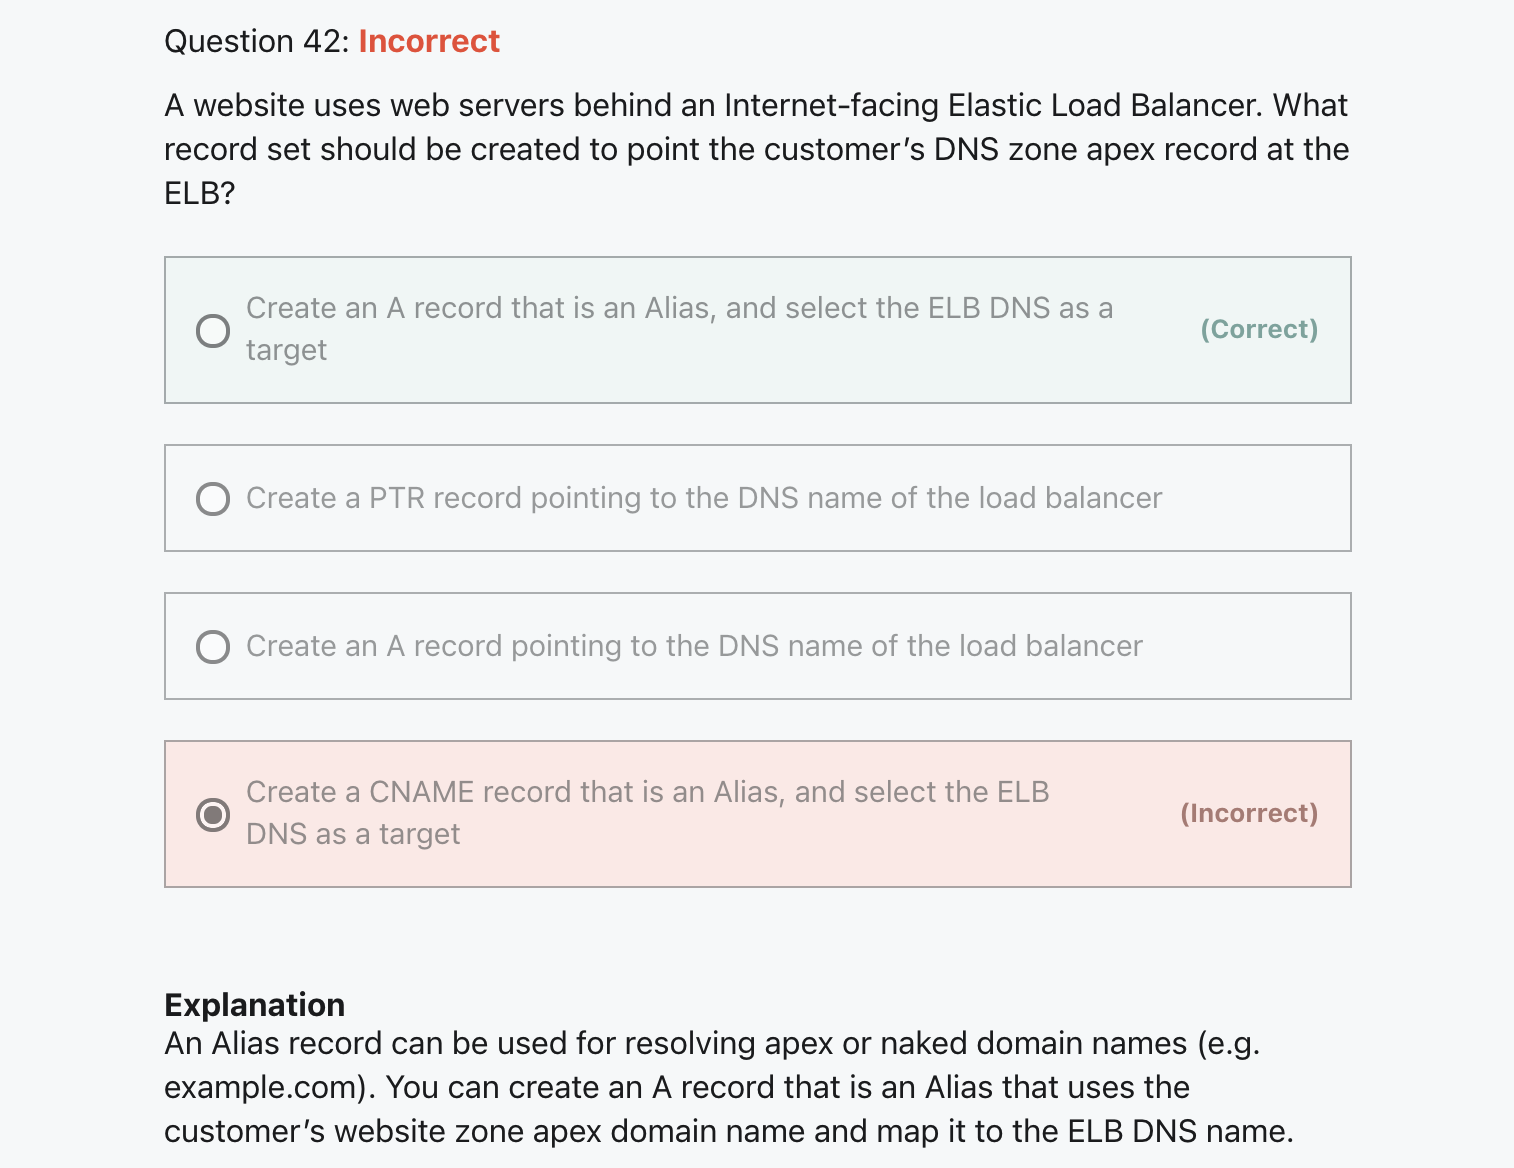 Question 42: Incorrect
A website uses web servers behind an Internet-facing Elastic Load Balancer. What
record set should be created to point the customer’s DNS zone apex record at the
ELB?
Create an A record that is an Alias, and select the ELB DNS as a
target
(Correct)
Create a PTR record pointing to the DNS name of the load balancer
Create an A record pointing to the DNS name of the load balancer
Create a CNAME record that is an Alias, and select the ELB
DNS as a target
(Incorrect)
Explanation
An Alias record can be used for resolving apex or naked domain names (e.g.
example.com). You can create an A record that is an Alias that uses the
customer’s website zone apex domain name and map it to the ELB DNS name.